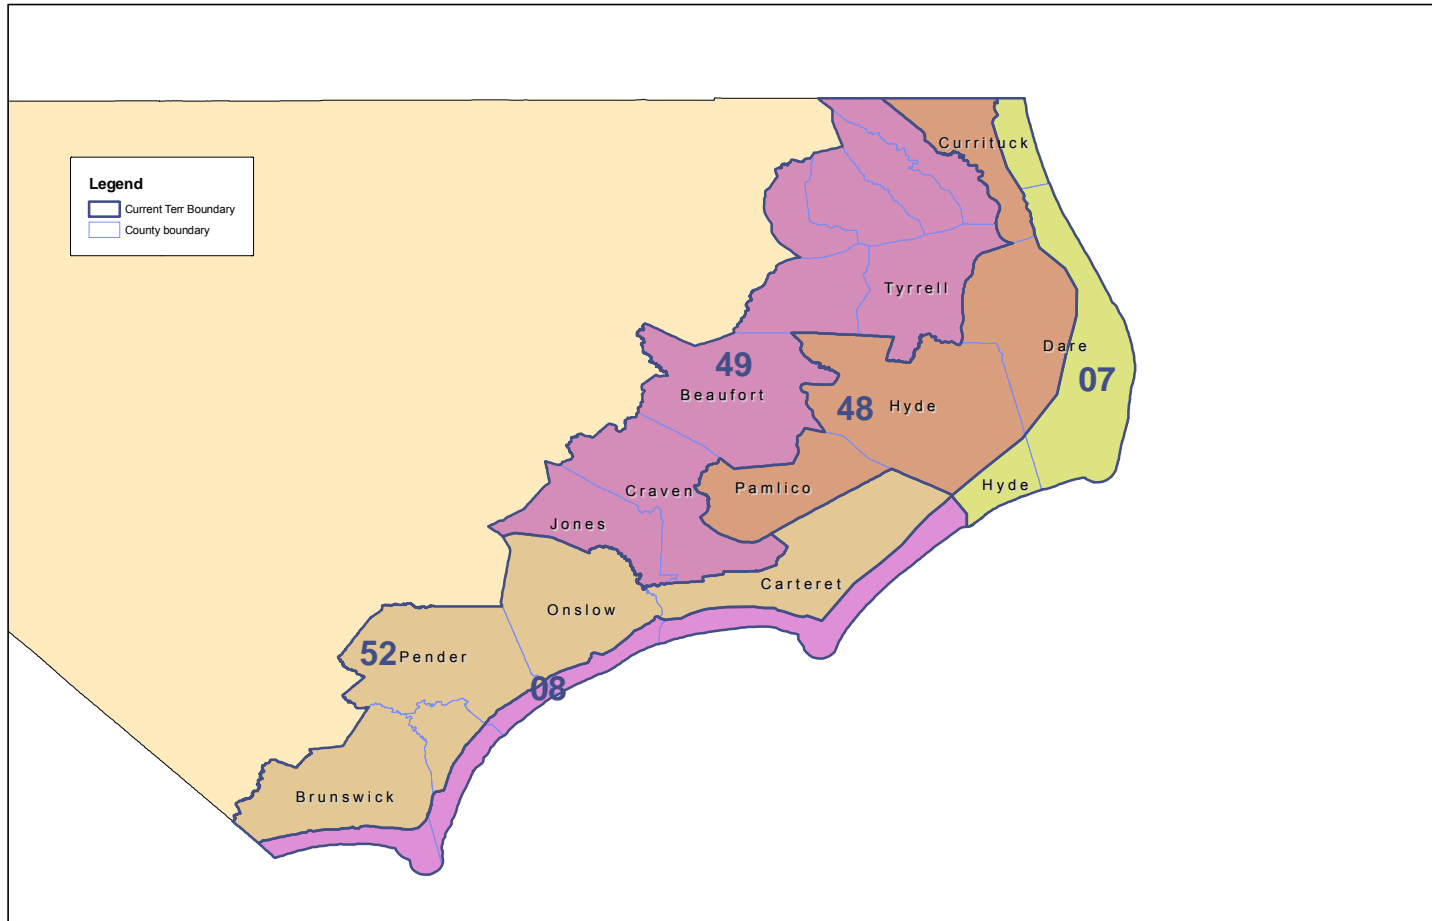 Legend
Current Terr Boundary
County boundary
Currituck
Tyrrell
Dare
07
49
Beaufort
48
Hyde
Craven
Pamlico
Hyde
Jones
Carteret
Onslow
52
Pender
08
Brunswick